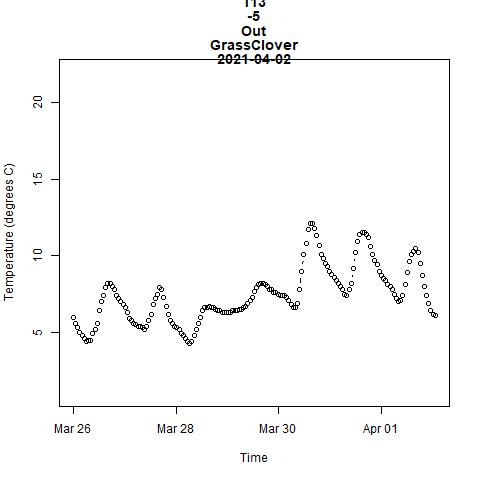 T13
-5
Out
GrassClover
2021-04-02
Temperature (degrees C)
20
15
10
5
Mar 26
Mar 28
Mar 30
Apr 01
Time